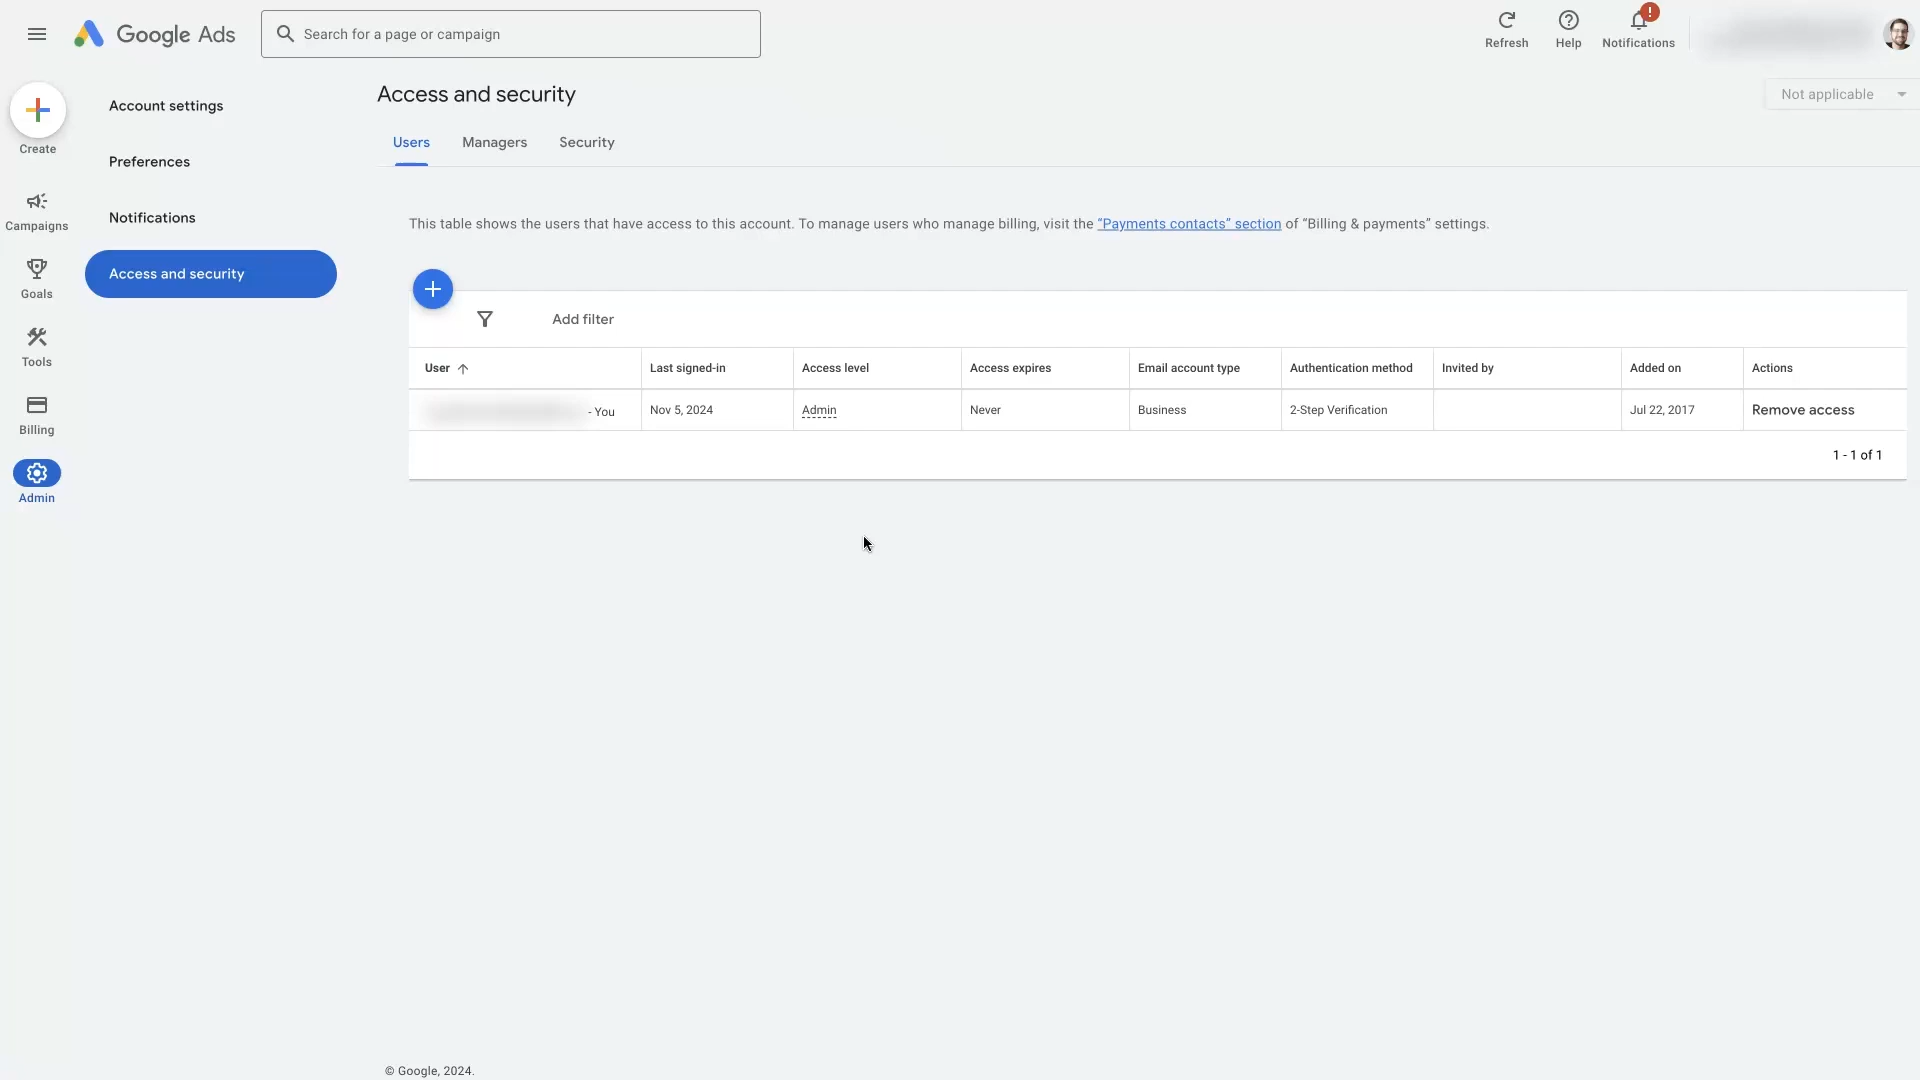 Google Ads
Search for a page or campaign
Refresh
Help
!
Notifications
Create
Campaigns
Goals
Tools
Billing
Admin
Account settings
Preferences
Notifications
Access and security
Access and security
Not applicable
Users Managers Security
This table shows the users that have access to this account. To manage users who manage billing, visit the “Payments contacts” section of “Billing & payments” settings.
Add filter
User Last signed-in Access level Access expires Email account type Authentication method Invited by Added on Actions
- You Nov 5, 2024 Admin Never Business 2-Step Verification Jul 22, 2017 Remove access
1 - 1 of 1
© Google, 2024.